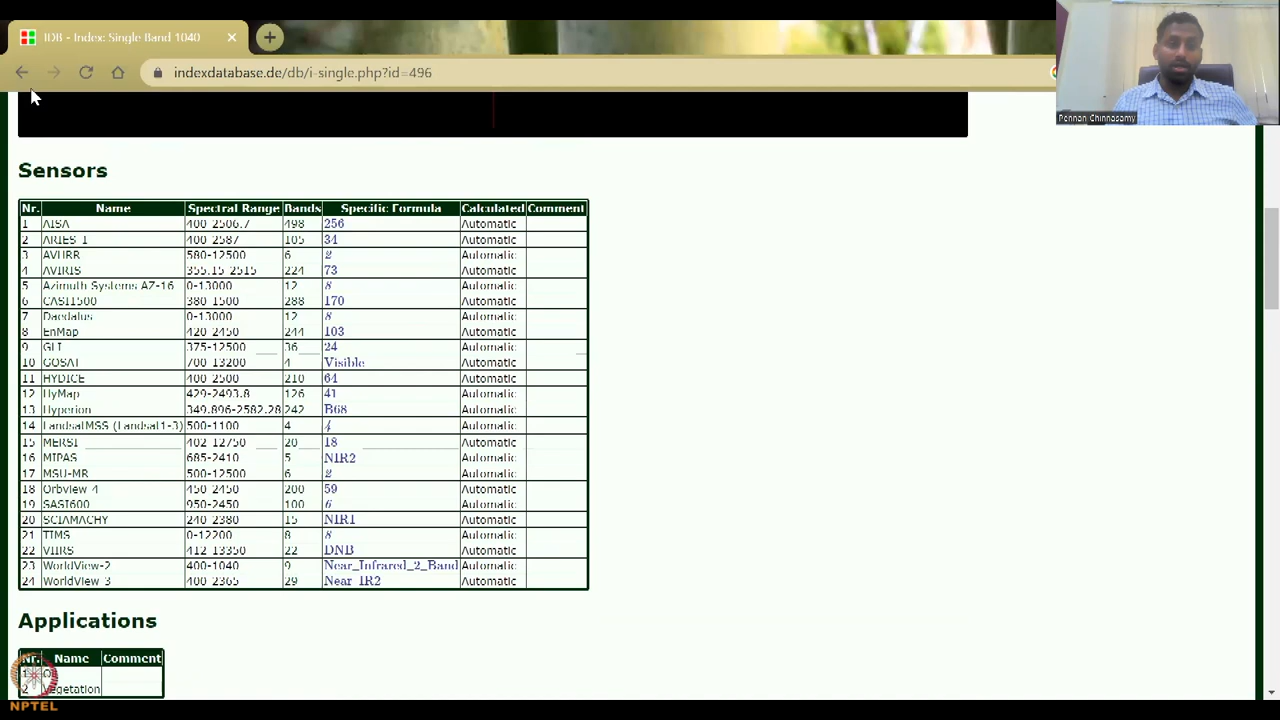 IDB - Index: Single Band 1040
indexdatabase.de/db/i-single.php?id=496
Pennan Chinnasamy
Sensors
Nr. Name Spectral Range Bands Specific Formula Calculated Comment
1 AISA 400-2506.7 498 256 Automatic
2 ARIES-1 400-2587 105 34 Automatic
3 AVHRR 580-12500 6 2 Automatic
4 AVIRIS 355.15-2515 224 73 Automatic
5 Azimuth Systems AZ-16 0-13000 12 8 Automatic
6 CASI1500 380-1500 288 170 Automatic
7 Daedalus 0-13000 12 8 Automatic
8 EnMap 420-2450 244 103 Automatic
9 GLI 375-12500 36 24 Automatic
10 GOSAT 700-13200 4 Visible Automatic
11 HYDICE 400-2500 210 64 Automatic
12 HyMap 429-2493.8 126 41 Automatic
13 Hyperion 349.896-2582.28 242 B68 Automatic
14 LandsatMSS (Landsat1-3) 500-1100 4 4 Automatic
15 MERSI 402-12750 20 18 Automatic
16 MIPAS 685-2410 5 NIR2 Automatic
17 MSU-MR 500-12500 6 2 Automatic
18 Orbview-4 450-2450 200 59 Automatic
19 SASI600 950-2450 100 6 Automatic
20 SCIAMACHY 240-2380 15 NIR1 Automatic
21 TIMS 0-12200 8 8 Automatic
22 VIIRS 412-13350 22 DNB Automatic
23 WorldView-2 400-1040 9 Near_Infrared_2_Band Automatic
24 WorldView-3 400-2365 29 Near_IR2 Automatic
Applications
Nr. Name Comment
1
2 Vegetation
NPTEL